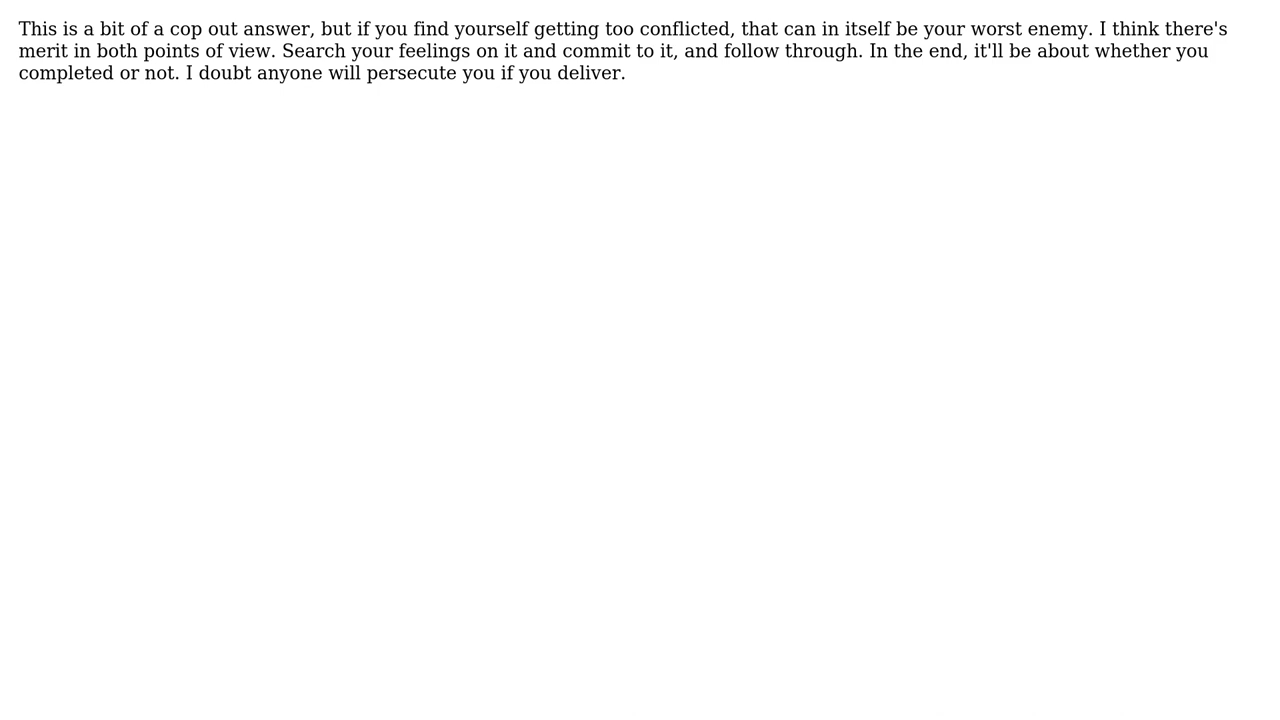 This is a bit of a cop out answer, but if you find yourself getting too conflicted, that can in itself be your worst enemy. I think there's
merit in both points of view. Search your feelings on it and commit to it, and follow through. In the end, it'll be about whether you
completed or not. I doubt anyone will persecute you if you deliver.